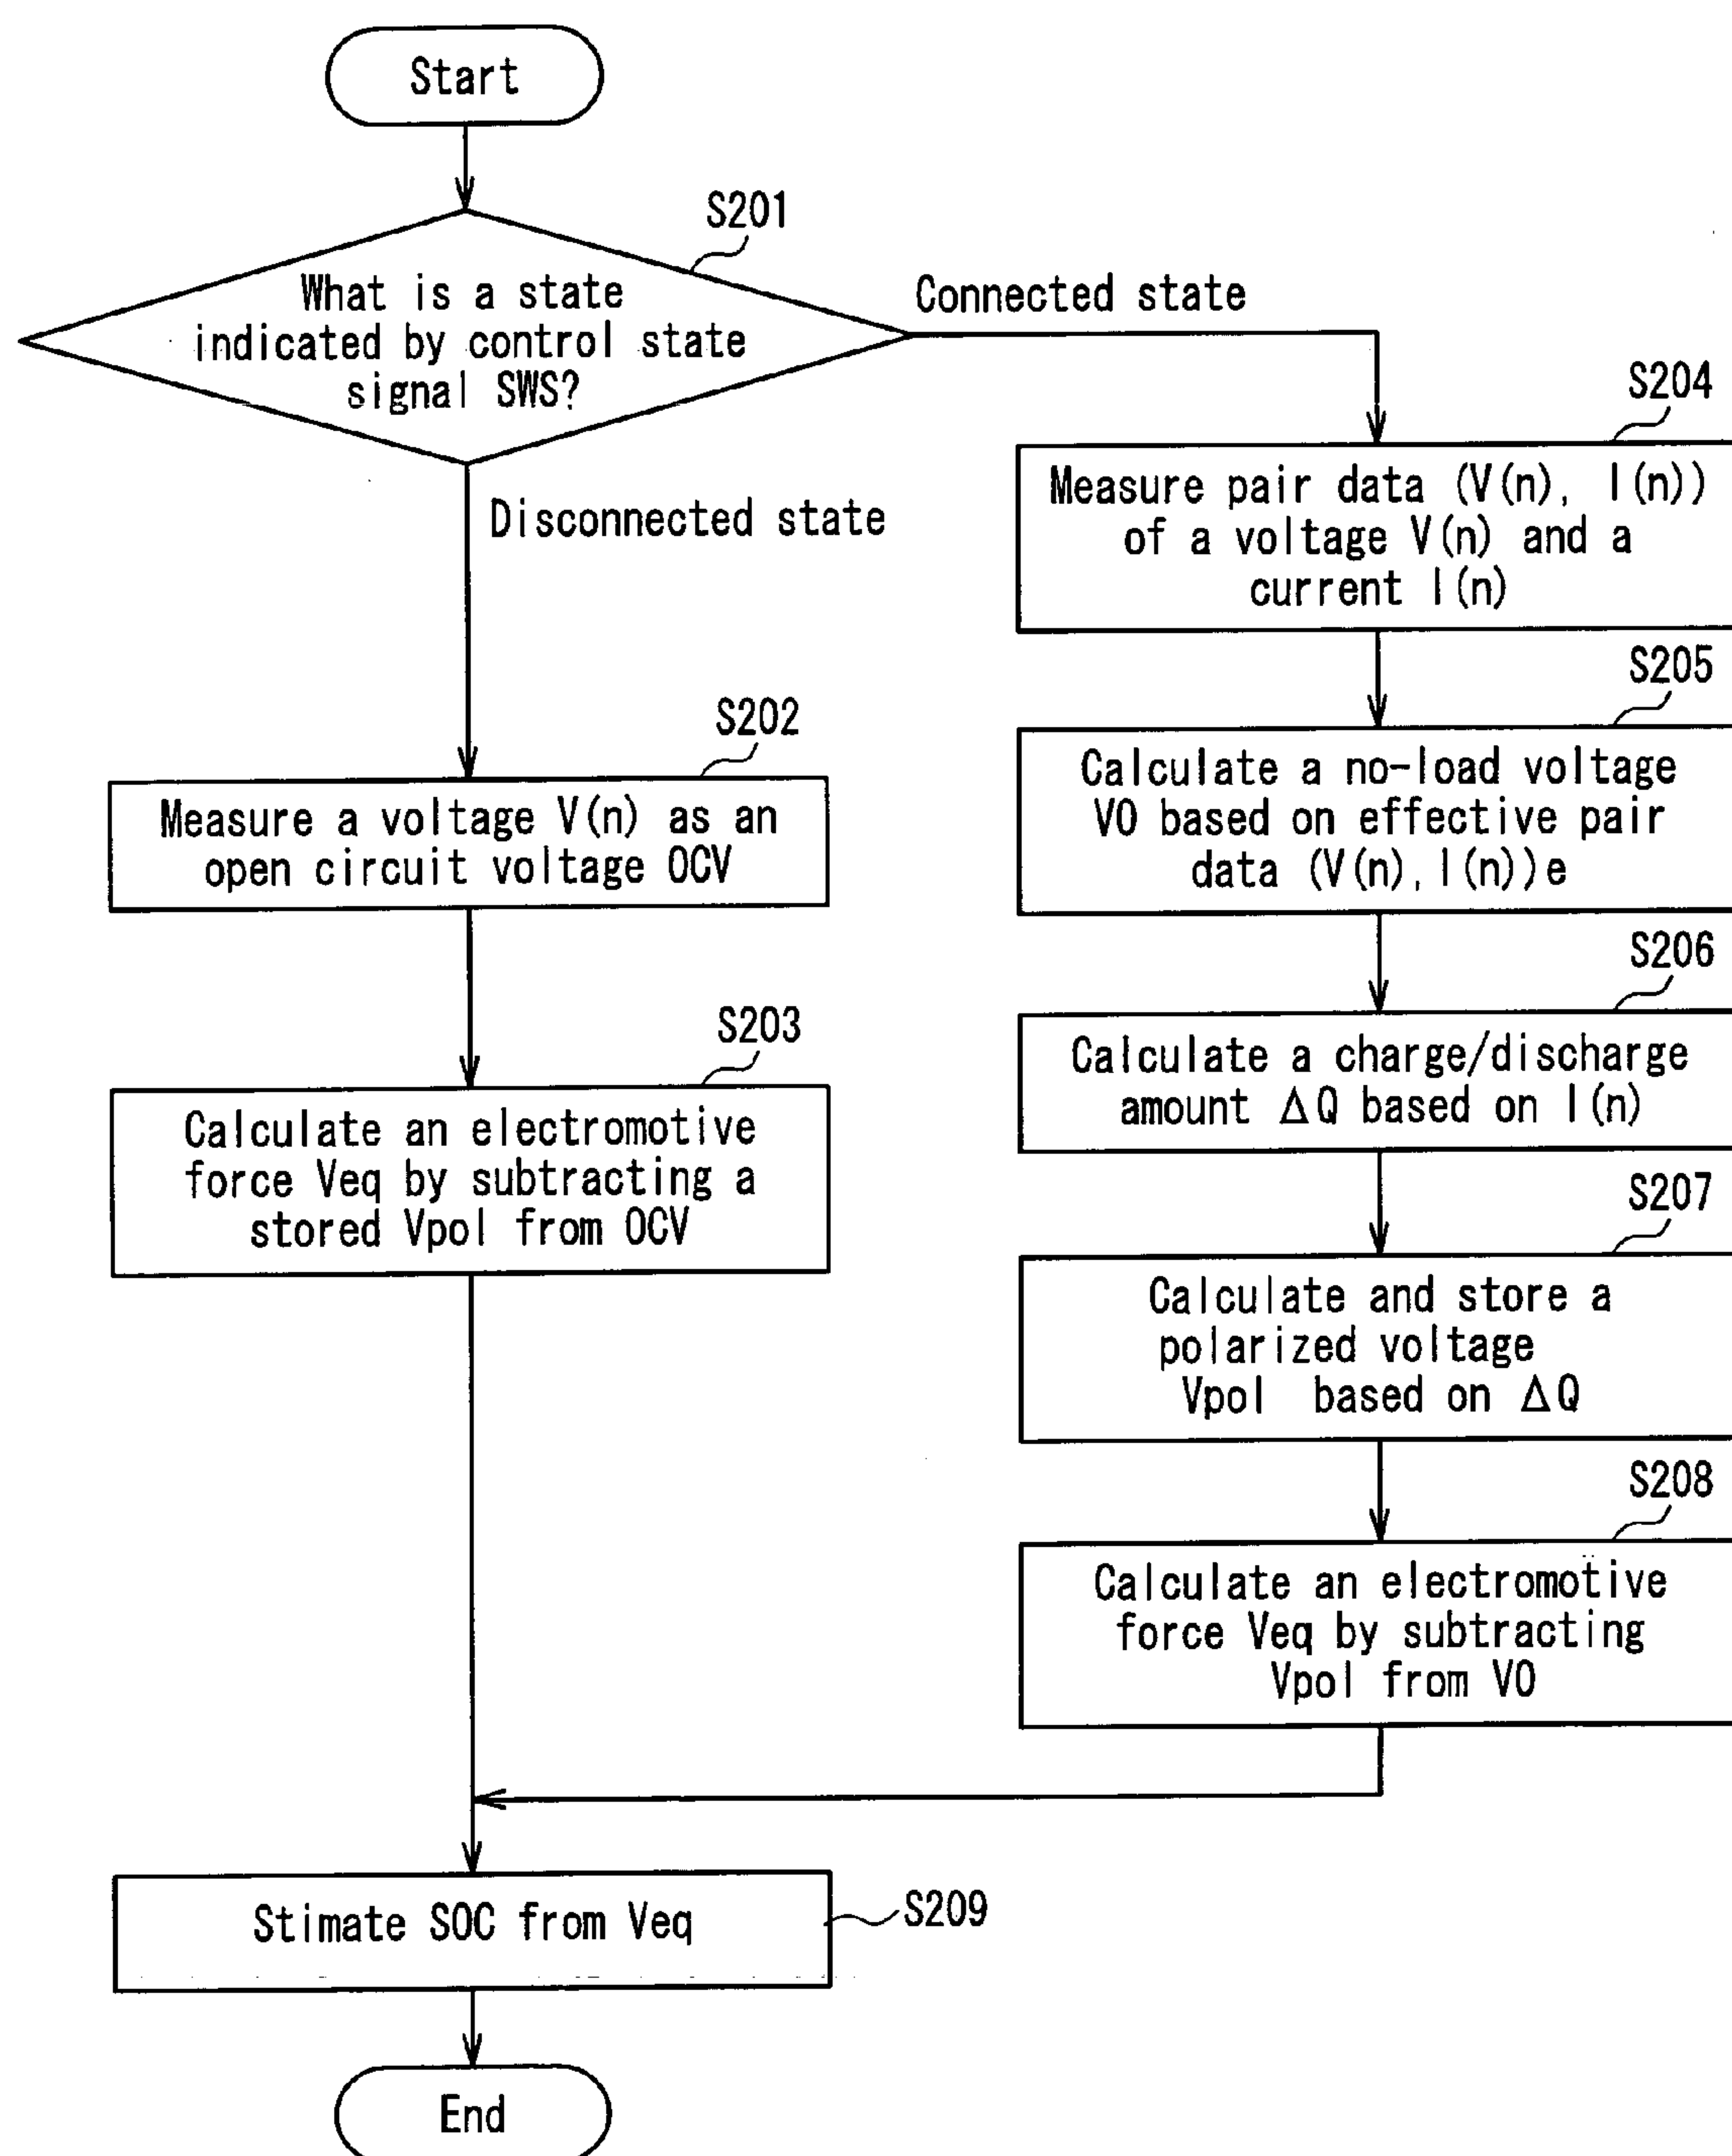 Start
S201
What is a state
indicated by control state
signal SWS?
Connected state
Disconnected state
S202
Measure a voltage V(n) as an
open circuit voltage OCV
S203
Calculate an electromotive
force Veq by subtracting a
stored Vpol from OCV
S204
Measure pair data (V(n), I(n))
of a voltage V(n) and a
current I(n)
S205
Calculate a no-load voltage
V0 based on effective pair
data (V(n), I(n))e
S206
Calculate a charge/discharge
amount ΔQ based on I(n)
S207
Calculate and store a
polarized voltage
Vpol based on ΔQ
S208
Calculate an electromotive
force Veq by subtracting
Vpol from V0
Stimate SOC from Veq
S209
End